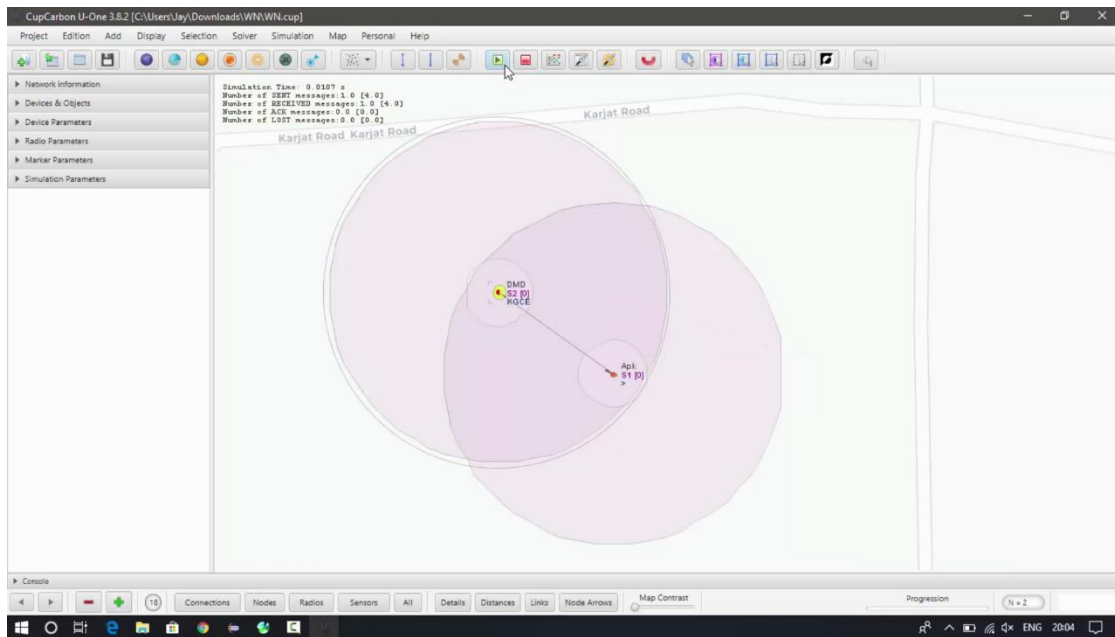 CupCarbon U-One 3.8.2 [C:\Users\Jay\Downloads\WN\WN.cup]
Project Edition Add Display Selection Solver Simulation Map Personal Help
Network Information
Devices & Objects
Device Parameters
Radio Parameters
Marker Parameters
Simulation Parameters
Simulation Time: 0.0107 s
Number of SENT messages:1.0 [4.0]
Number of RECEIVED messages:1.0 [4.0]
Number of ACK messages:0.0 [0.0]
Number of LOST messages:0.0 [0.0]
Karjat Road Karjat Road
Karjat Road
DMD
S2 [0]
KGCE
S1 [0]
>
Console
18 Connections Nodes Radios Sensors All Details Distances Links Node Arrows Map Contrast Progression N = 2
ENG 20:04